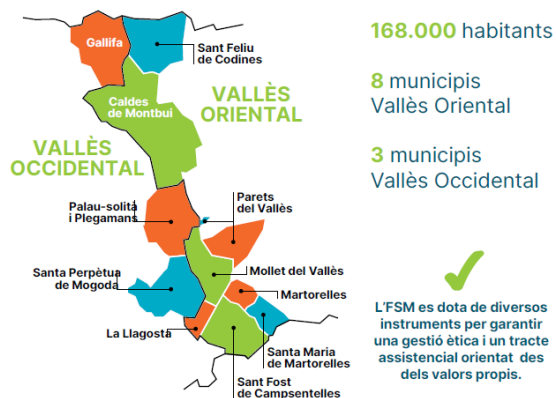 Gallifa
Sant Feliu
de Codines
Caldes
de Montbui
VALLÈS
ORIENTAL
VALLÈS
OCCIDENTAL
Palau-solità
i Plegamans
Parets
del Vallès
Santa Perpètua
de Mogoda
Mollet del Vallès
Martorelles
La Llagosta
Santa Maria
de Martorelles
Sant Fost
de Campsentelles
168.000 habitants
8 municipis
Vallès Oriental
3 municipis
Vallès Occidental
L'FSM es dota de diversos
instruments per garantir
una gestió ètica i un tracte
assistencial orientat des
dels valors propis.